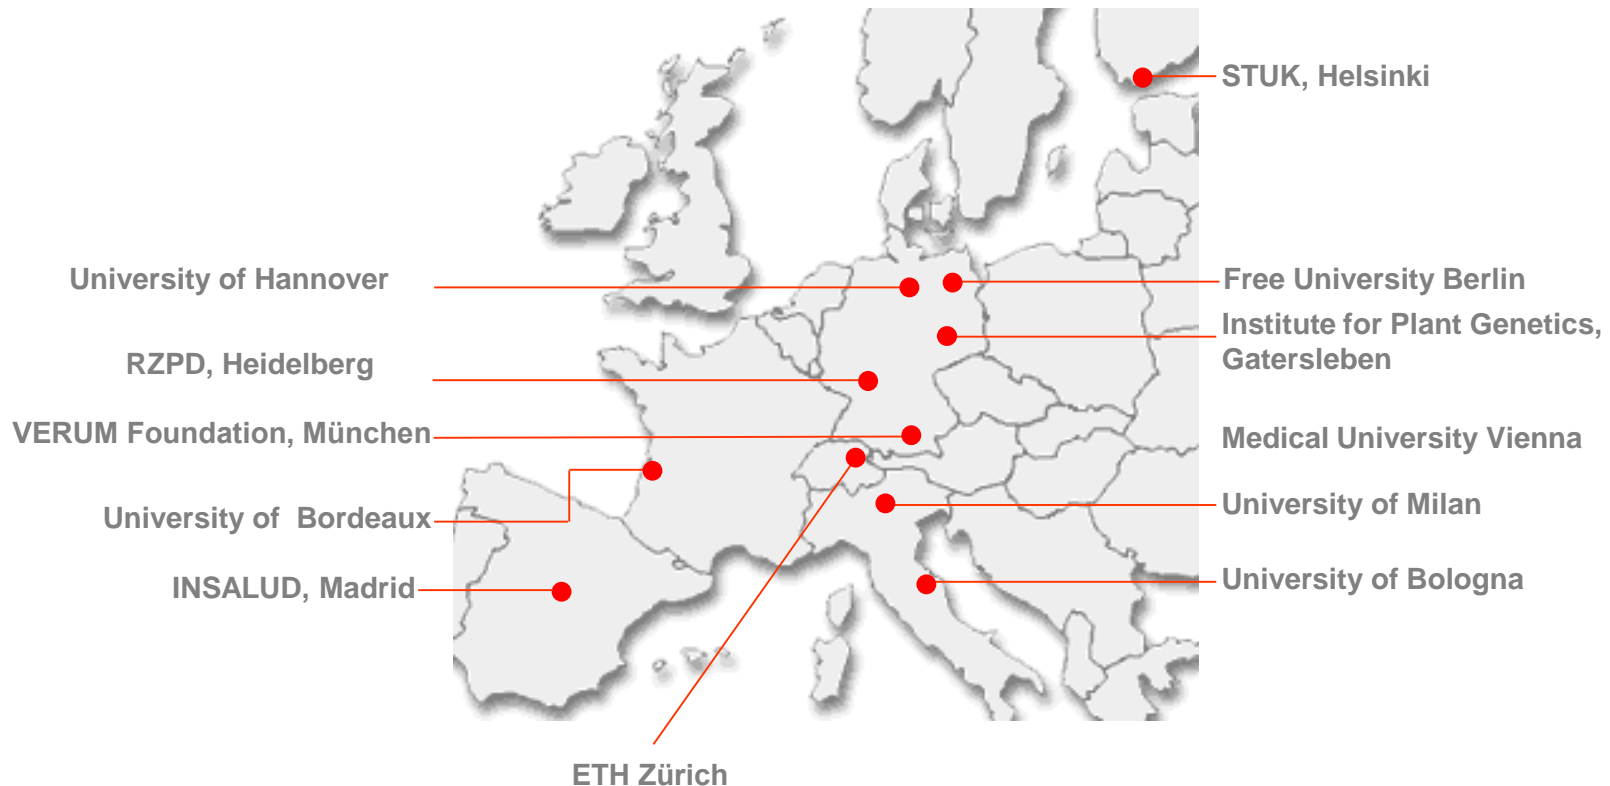 STUK, Helsinki
University of Hannover
Free University Berlin
Institute for Plant Genetics,
Gatersleben
RZPD, Heidelberg
VERUM Foundation, München
Medical University Vienna
University of Milan
University of  Bordeaux
University of Bologna
INSALUD, Madrid
ETH Zürich